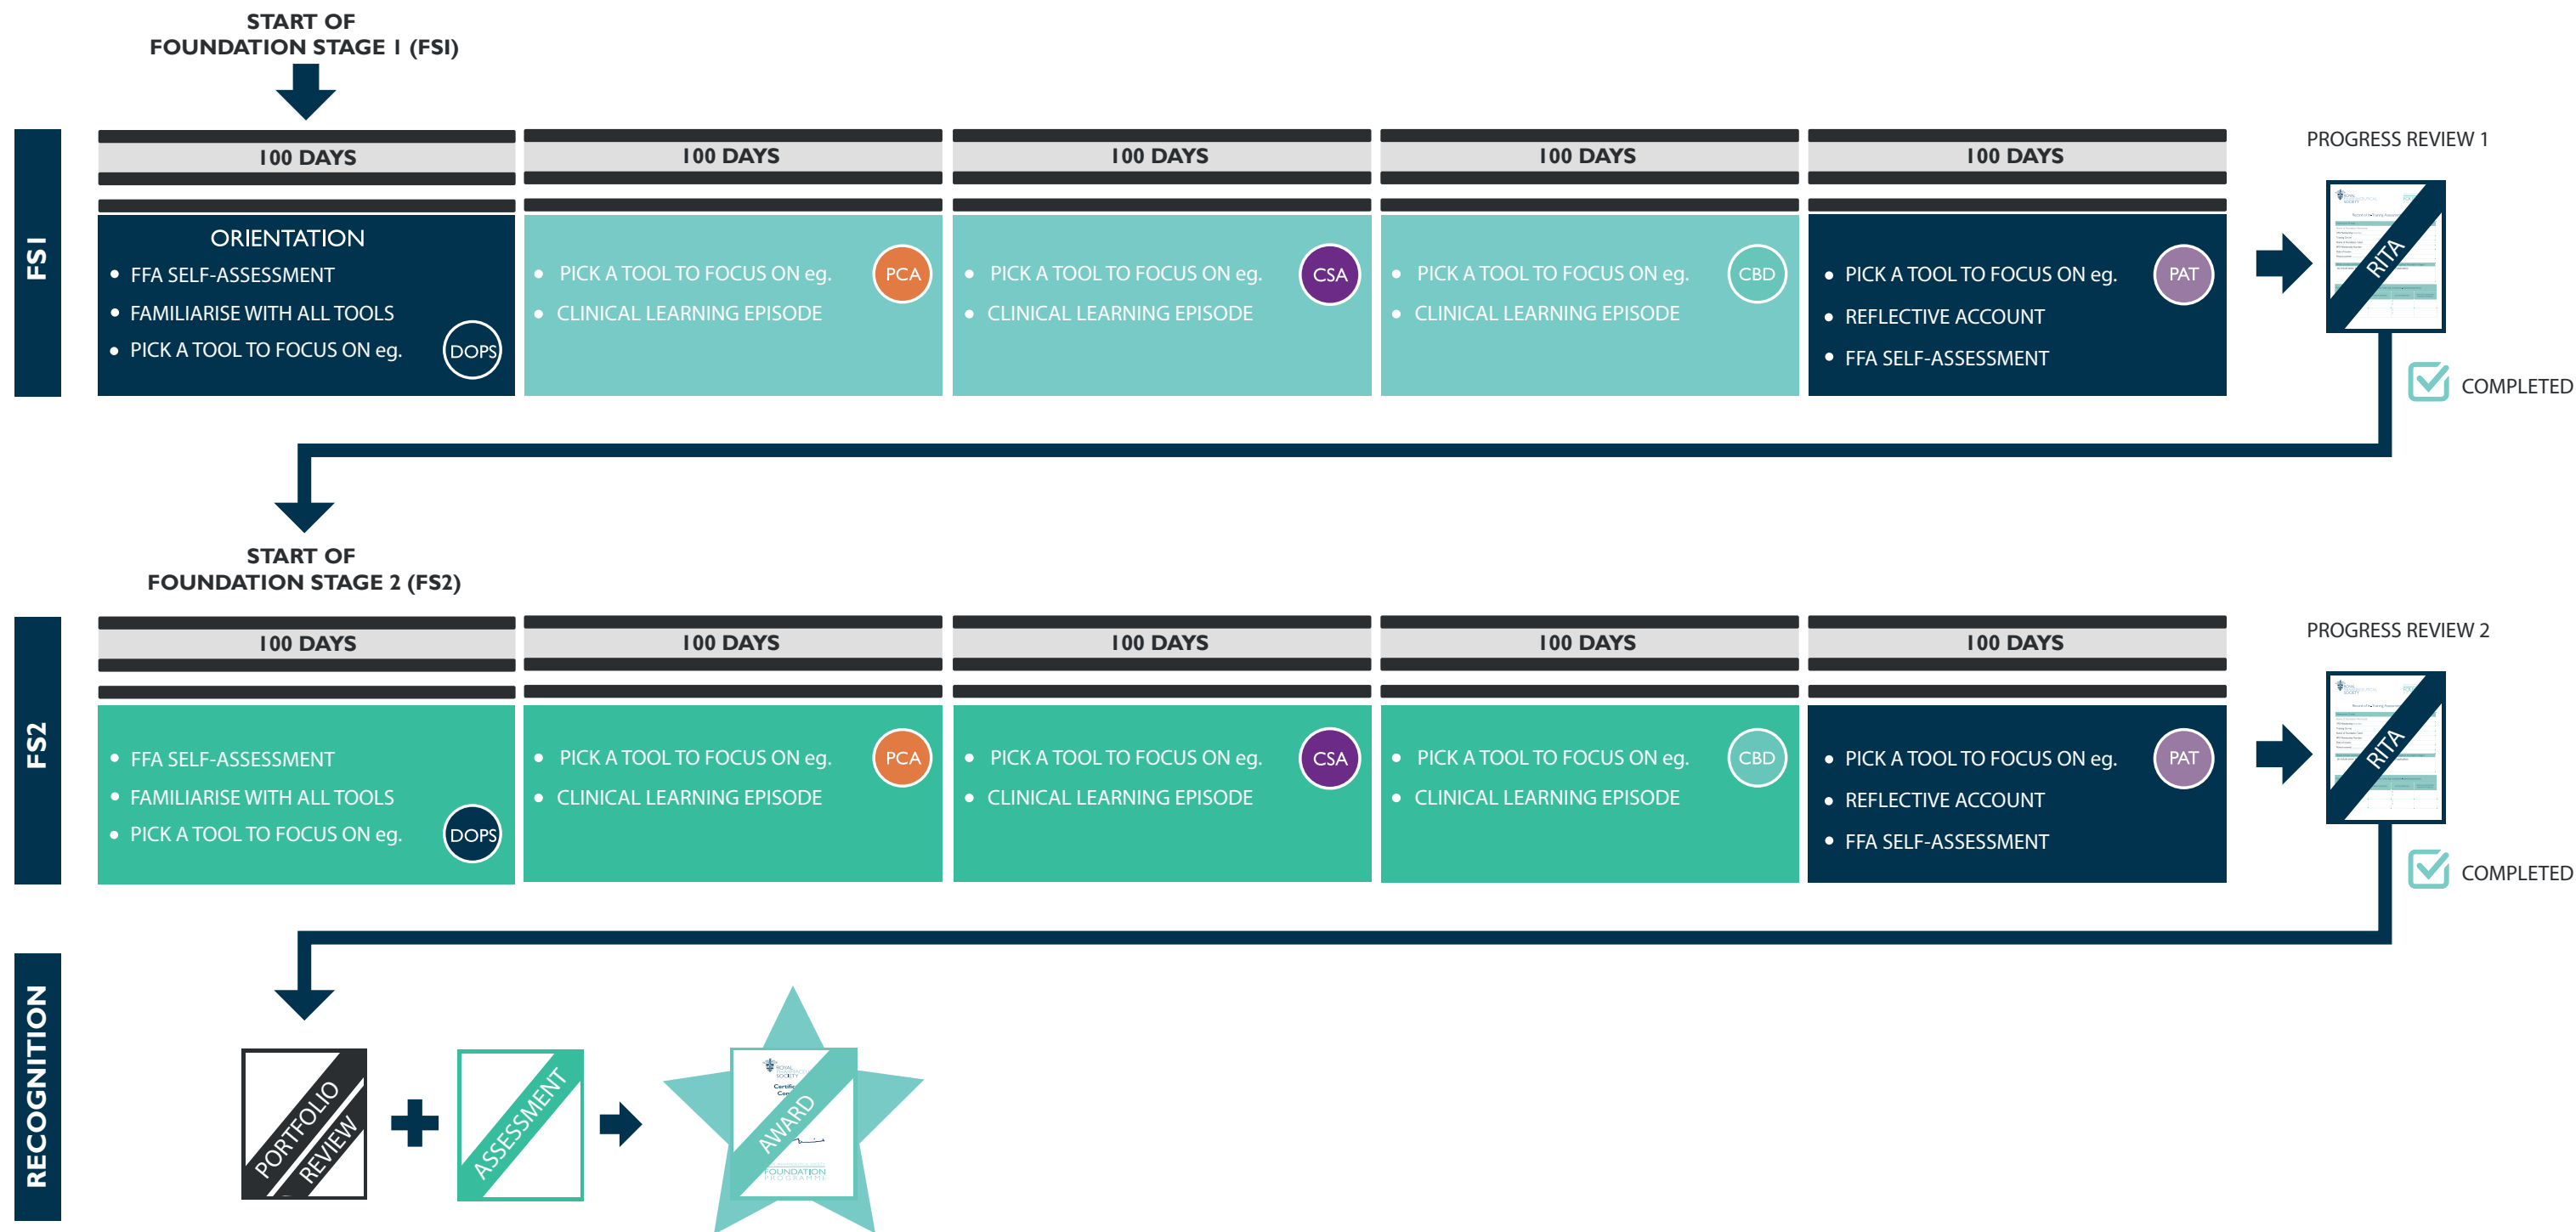 START OF
FOUNDATION STAGE 1 (FS1)
FS1
100 DAYS
100 DAYS
100 DAYS
100 DAYS
100 DAYS
PROGRESS REVIEW 1
ORIENTATION
FFA SELF-ASSESSMENT
FAMILIARISE WITH ALL TOOLS
PICK A TOOL TO FOCUS ON eg.
DOPS
PICK A TOOL TO FOCUS ON eg.
PCA
CLINICAL LEARNING EPISODE
PICK A TOOL TO FOCUS ON eg.
CSA
CLINICAL LEARNING EPISODE
PICK A TOOL TO FOCUS ON eg.
CBD
CLINICAL LEARNING EPISODE
PICK A TOOL TO FOCUS ON eg.
PAT
REFLECTIVE ACCOUNT
FFA SELF-ASSESSMENT
RITA
COMPLETED
START OF
FOUNDATION STAGE 2 (FS2)
FS2
100 DAYS
100 DAYS
100 DAYS
100 DAYS
100 DAYS
PROGRESS REVIEW 2
FFA SELF-ASSESSMENT
FAMILIARISE WITH ALL TOOLS
PICK A TOOL TO FOCUS ON eg.
DOPS
PICK A TOOL TO FOCUS ON eg.
PCA
CLINICAL LEARNING EPISODE
PICK A TOOL TO FOCUS ON eg.
CSA
CLINICAL LEARNING EPISODE
PICK A TOOL TO FOCUS ON eg.
CBD
CLINICAL LEARNING EPISODE
PICK A TOOL TO FOCUS ON eg.
PAT
REFLECTIVE ACCOUNT
FFA SELF-ASSESSMENT
RITA
COMPLETED
RECOGNITION
PORTFOLIO
REVIEW
ASSESSMENT
ROYAL
SOCIETY
AWARD
FOUNDATION
PROGRAMME